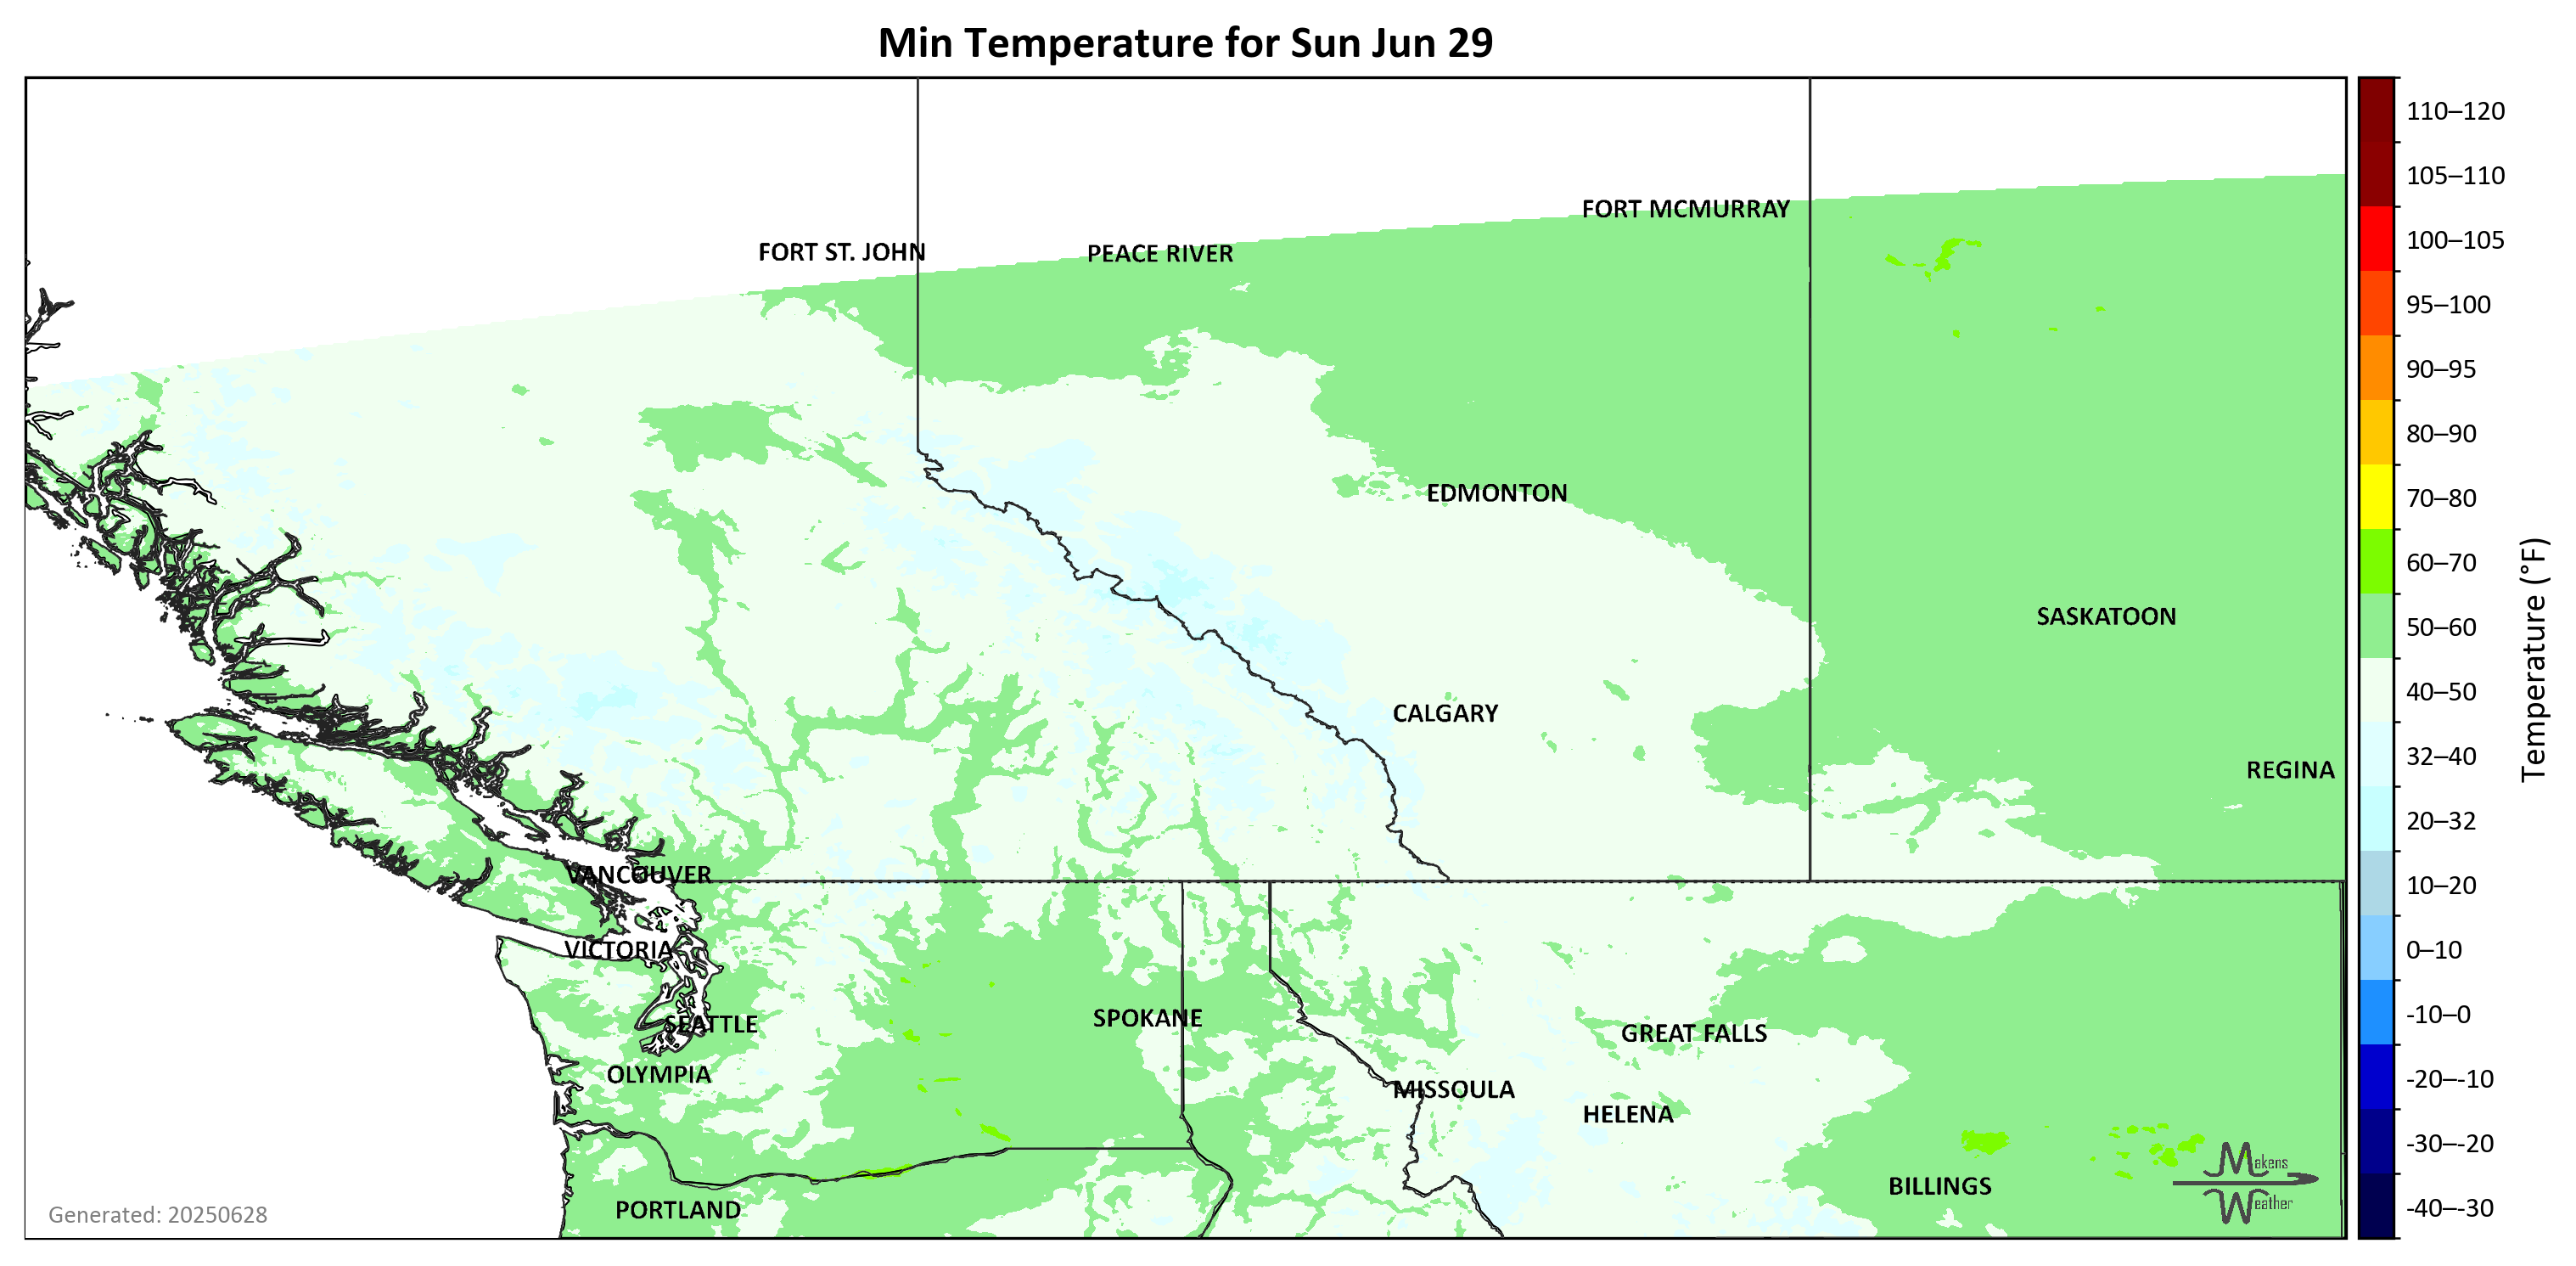 Min Temperature for Sun Jun 29
FORT MCMURRAY
FORT ST. JOHN
PEACE RIVER
EDMONTON
SASKATOON
CALGARY
REGINA
VANCOUVER
VICTORIA
SEATTLE
SPOKANE
GREAT FALLS
OLYMPIA
MISSOULA
HELENA
BILLINGS
PORTLAND
Makens
Weather
Generated: 20250628
110–120
105–110
100–105
95–100
90–95
80–90
70–80
60–70
50–60
40–50
32–40
20–32
10–20
0–10
-10–0
-20–-10
-30–-20
-40–-30
Temperature (°F)